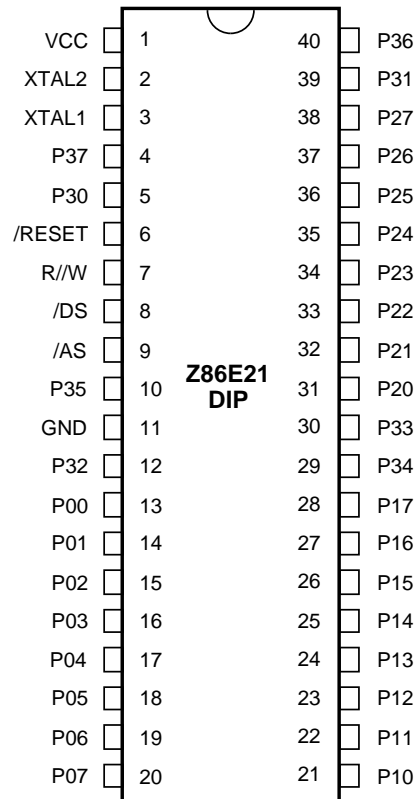 VCC 1 40 P36
XTAL2 2 39 P31
XTAL1 3 38 P27
P37 4 37 P26
P30 5 36 P25
/RESET 6 35 P24
R//W 7 34 P23
/DS 8 33 P22
/AS 9 32 P21
Z86E21
DIP
P35 10 31 P20
GND 11 30 P33
P32 12 29 P34
P00 13 28 P17
P01 14 27 P16
P02 15 26 P15
P03 16 25 P14
P04 17 24 P13
P05 18 23 P12
P06 19 22 P11
P07 20 21 P10